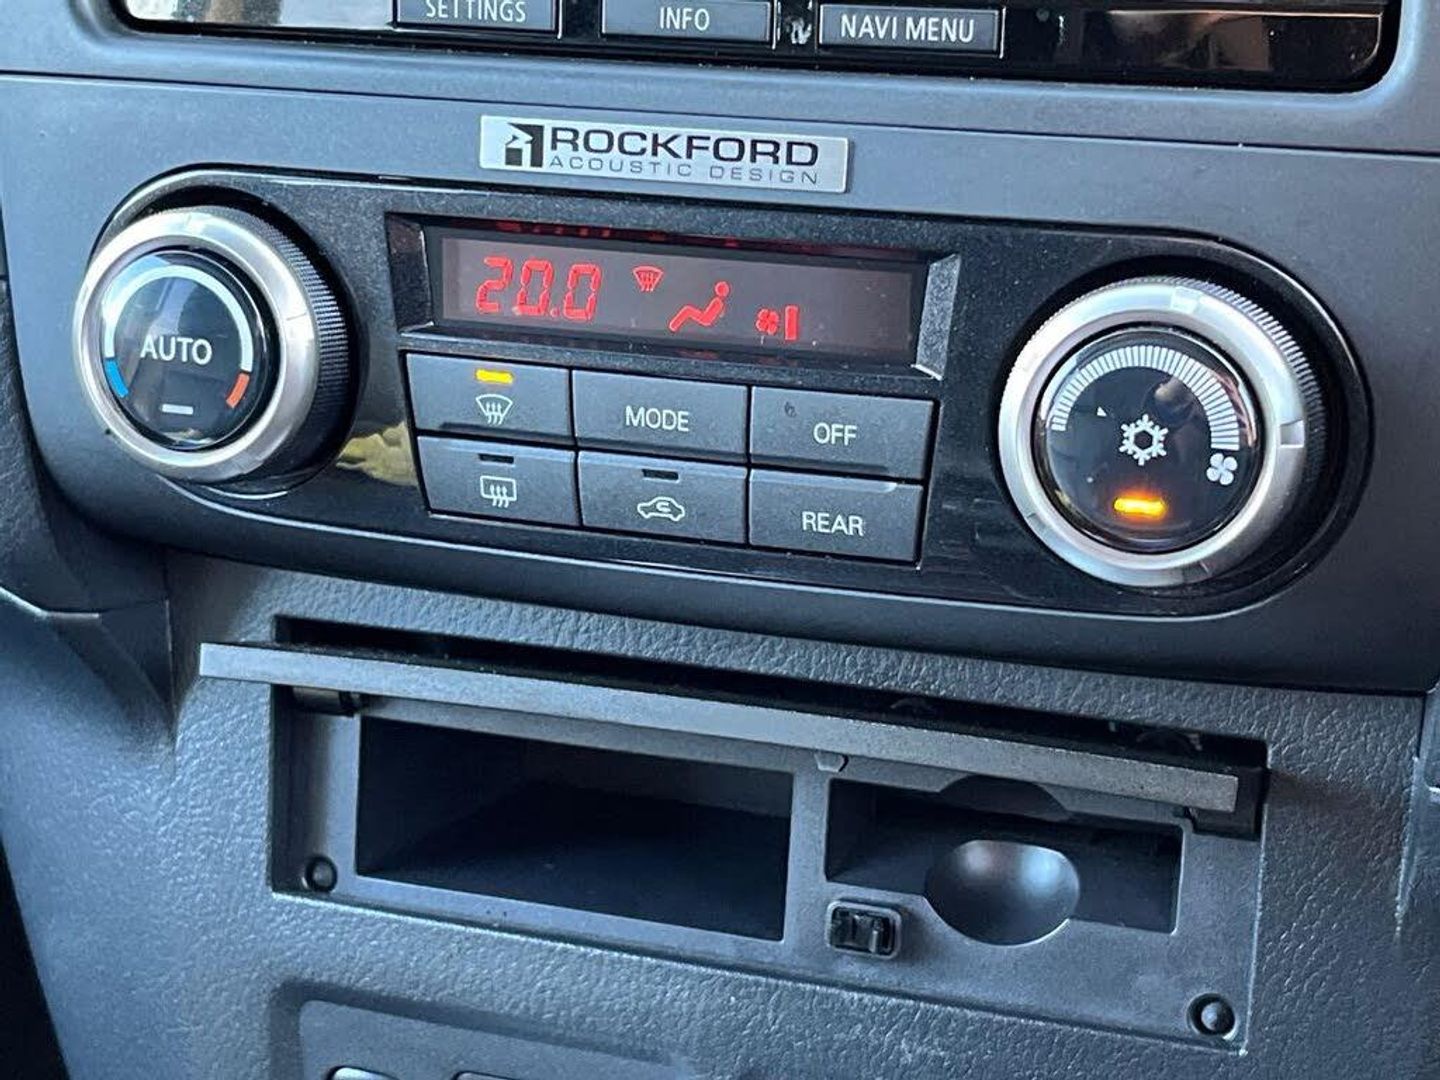 SETTINGS
INFO
NAVI MENU
ROCKFORD
ACOUSTIC DESIGN
20.0
AUTO
MODE
OFF
REAR